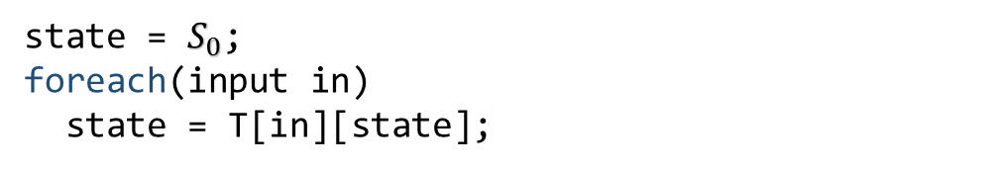 state = S₀;
foreach(input in)
  state = T[in][state];